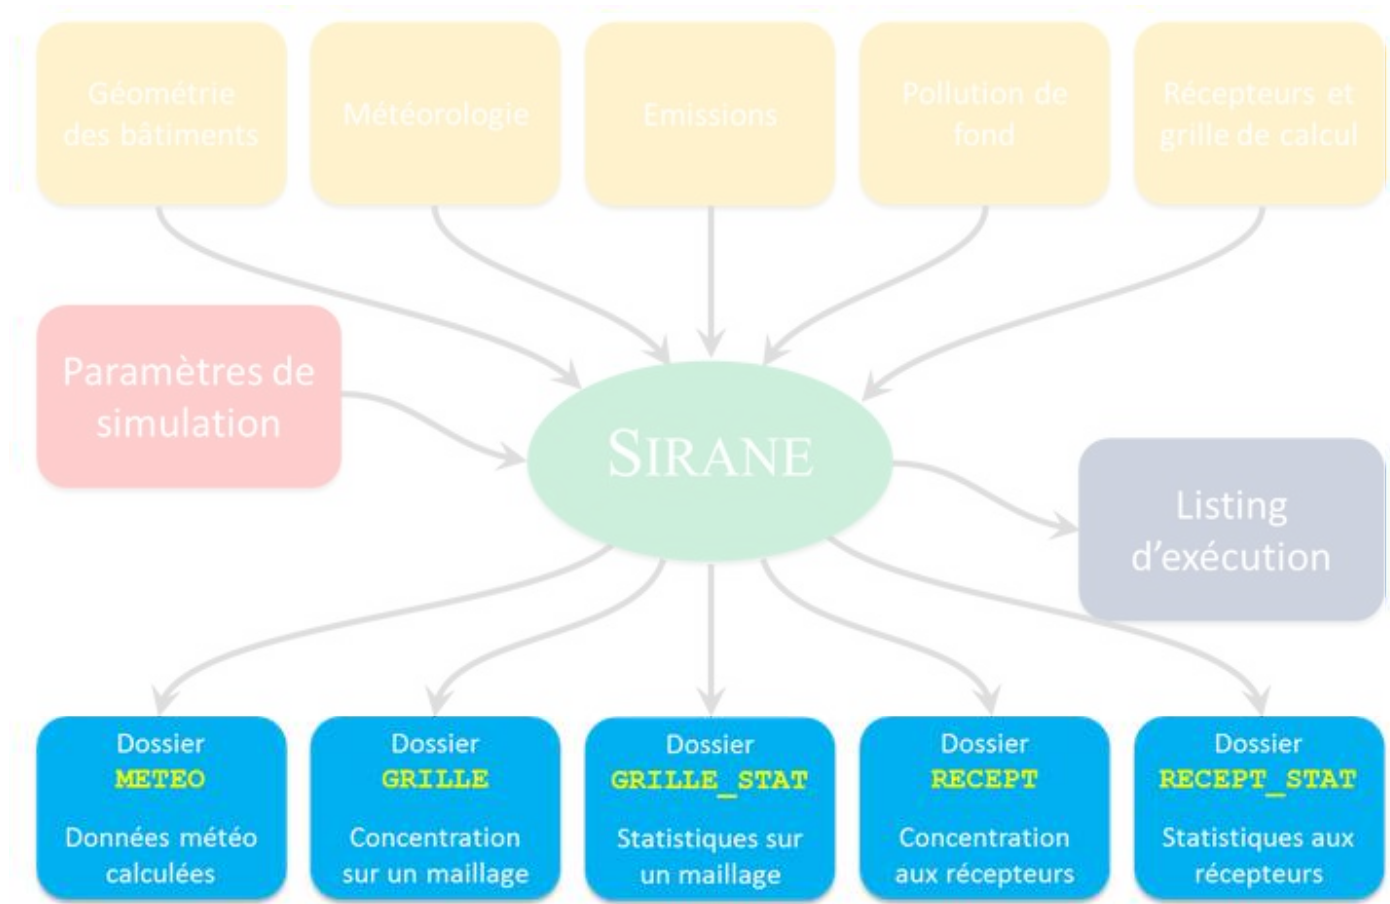 Géométrie
des bâtiments
Météorologie
Emissions
Pollution de
fond
Récepteurs et
grille de calcul
Paramètres de
simulation
SIRANE
Listing
d’exécution
Dossier
METEO
Données météo
calculées
Dossier
GRILLE
Concentration
sur un maillage
Dossier
GRILLE_STAT
Statistiques sur
un maillage
Dossier
RECEPT
Concentration
aux récepteurs
Dossier
RECEPT_STAT
Statistiques aux
récepteurs